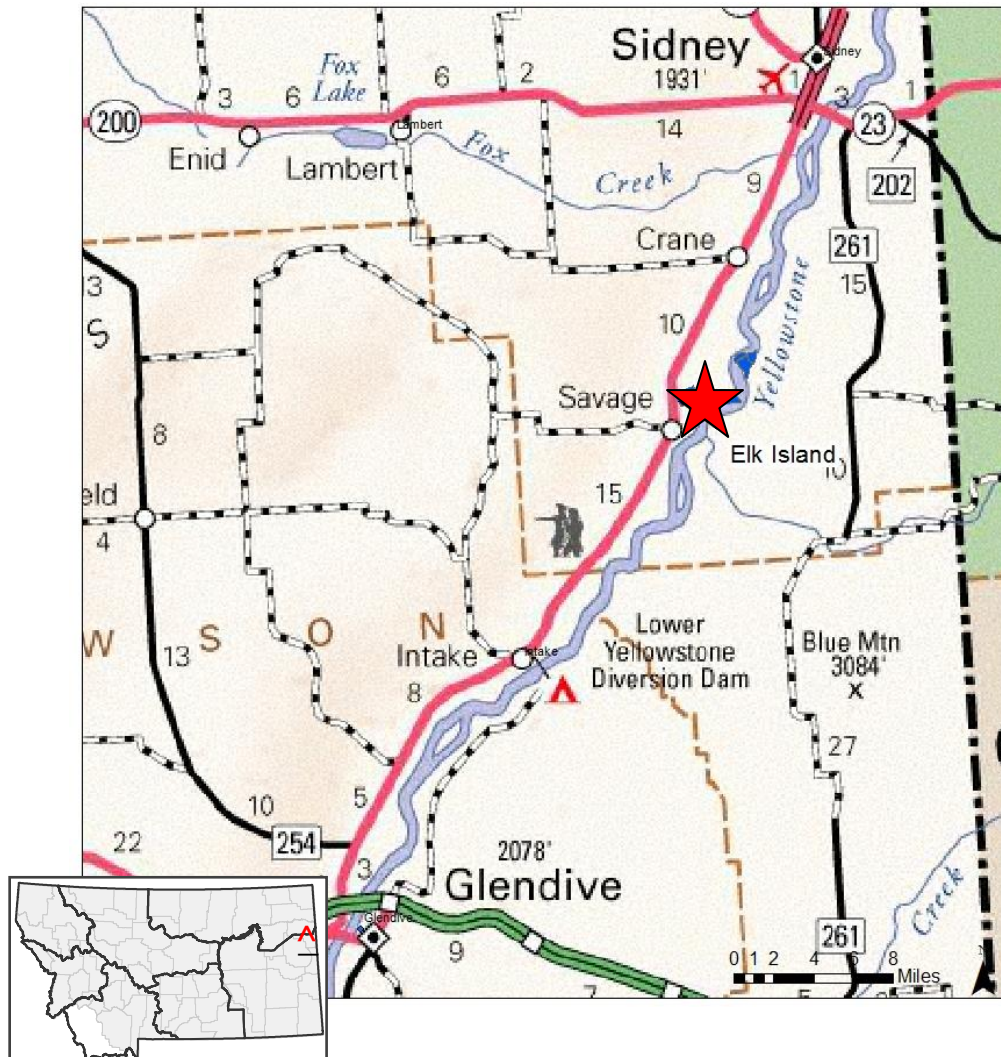 Sidney
Sidney
1931'
1
3
1
Fox
Lake
6
2
6
3
200
14
23
Enid
Lambert
Lambert
Fox
Creek
202
9
Crane
261
15
3
S
10
Yellowstone
Savage
8
Elk Island
15
4
W S O N
13
Intake
Intake
Lower
Yellowstone
Diversion Dam
Blue Mtn
3084'
x
8
27
5
10
254
22
2078'
3
Glendive
Glendive
9
Creek
261
0 1 2 4 6 8
Miles